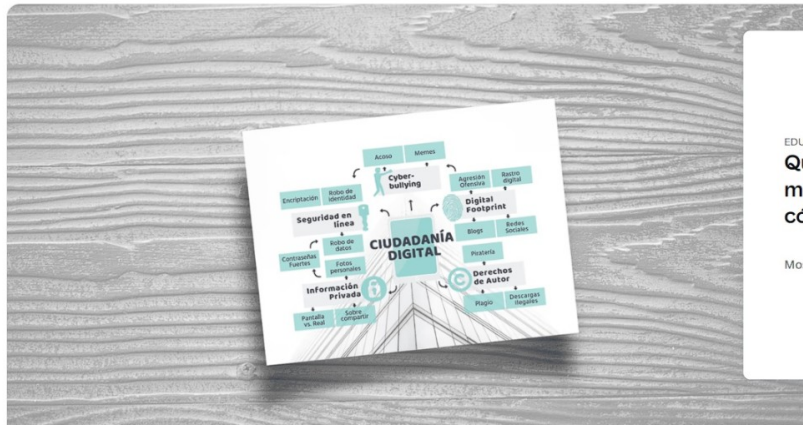 Acoso
Memes
Cyber-
bullying
Encriptación
Robo de
identidad
Seguridad en
línea
Robo de
datos
Contraseñas
Fuertes
Fotos
personales
Información
Privada
Pantalla
vs. Real
Sobre
compartir
CIUDADANÍA
DIGITAL
Agresión
Ofensiva
Rastro
digital
Digital
Footprint
Blogs
Redes
Sociales
Piratería
Derechos
de Autor
Plagio
Descargas
Ilegales
EDU
Qu
m
có
Mo